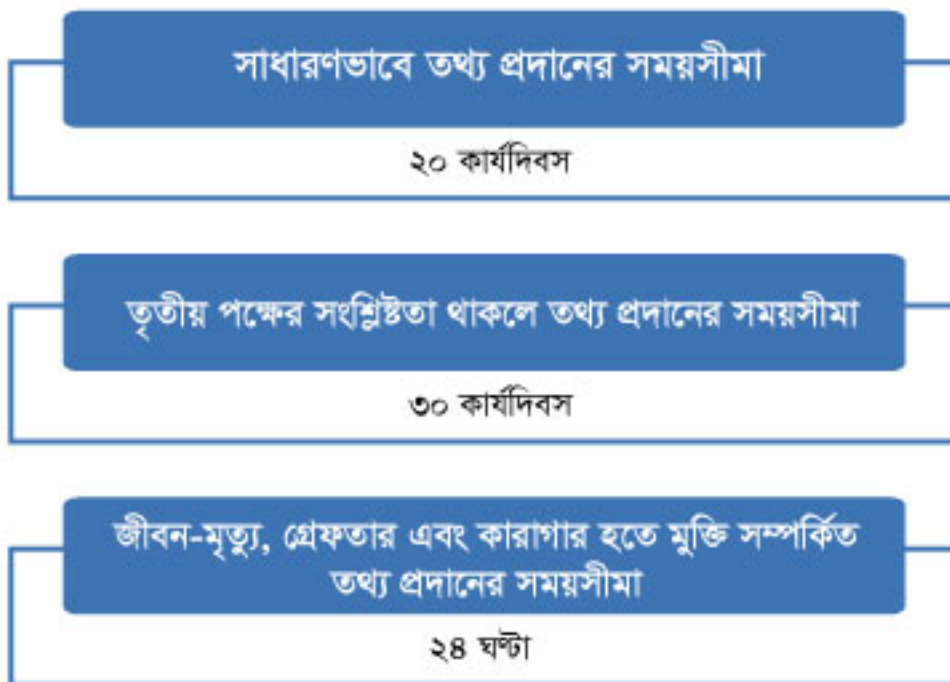 সাধারণভাবে তথ্য প্রদানের সময়সীমা
২০ কার্যদিবস
তৃতীয় পক্ষের সংশ্লিষ্টতা থাকলে তথ্য প্রদানের সময়সীমা
৩০ কার্যদিবস
জীবন-মৃত্যু, গ্রেফতার এবং কারাগার হতে মুক্তি সম্পর্কিত
তথ্য প্রদানের সময়সীমা
২৪ ঘণ্টা